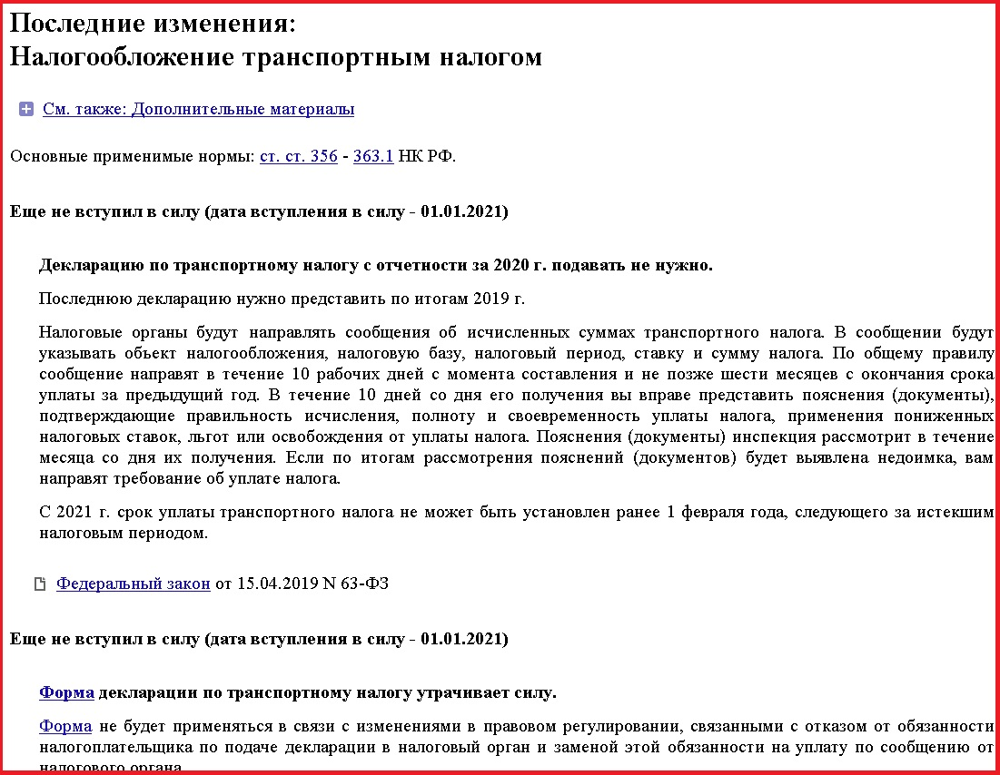 Последние изменения:
Налогообложение транспортным налогом
См. также: Дополнительные материалы
Основные применимые нормы: ст. ст. 356 - 363.1 НК РФ.
Еще не вступил в силу (дата вступления в силу - 01.01.2021)
Декларацию по транспортному налогу с отчетности за 2020 г. подавать не нужно.
Последнюю декларацию нужно представить по итогам 2019 г.
Налоговые органы будут направлять сообщения об исчисленных суммах транспортного налога. В сообщении будут
указывать объект налогообложения, налоговую базу, налоговый период, ставку и сумму налога. По общему правилу
сообщение направят в течение 10 рабочих дней с момента составления и не позже шести месяцев с окончания срока
уплаты за предыдущий год. В течение 10 дней со дня его получения вы вправе представить пояснения (документы),
подтверждающие правильность исчисления, полноту и своевременность уплаты налога, применения пониженных
налоговых ставок, льгот или освобождения от уплаты налога. Пояснения (документы) инспекция рассмотрит в течение
месяца со дня их получения. Если по итогам рассмотрения пояснений (документов) будет выявлена недоимка, вам
направят требование об уплате налога.
С 2021 г. срок уплаты транспортного налога не может быть установлен ранее 1 февраля года, следующего за истекшим
налоговым периодом.
Федеральный закон от 15.04.2019 N 63-ФЗ
Еще не вступил в силу (дата вступления в силу - 01.01.2021)
Форма декларации по транспортному налогу утрачивает силу.
Форма не будет применяться в связи с изменениями в правовом регулировании, связанными с отказом от обязанности
налогоплательщика по подаче декларации в налоговый орган и заменой этой обязанности на уплату по сообщению от
налогового органа.